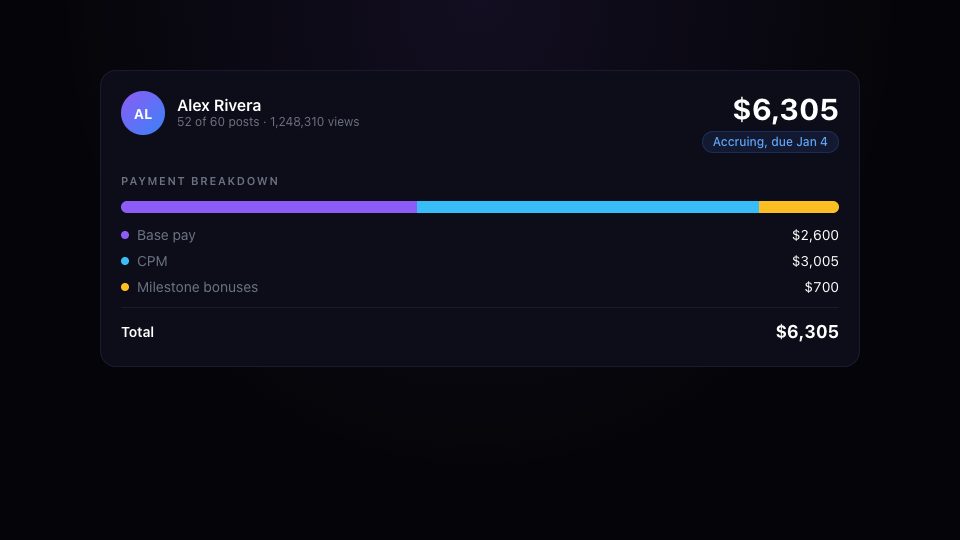 AL
Alex Rivera
52 of 60 posts · 1,248,310 views
$6,305
Accruing, due Jan 4
PAYMENT BREAKDOWN
Base pay $2,600
CPM $3,005
Milestone bonuses $700
Total $6,305